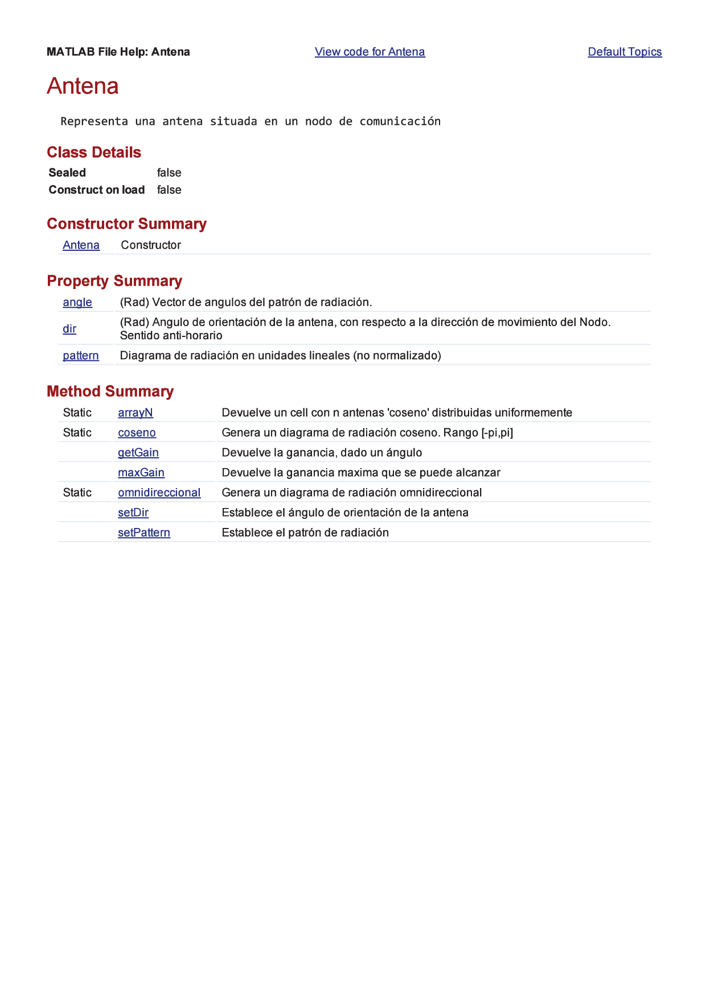 MATLAB File Help: Antena View code for Antena Default Topics
Antena
Representa una antena situada en un nodo de comunicación
Class Details
Sealed false
Construct on load false
Constructor Summary
Antena Constructor
Property Summary
angle (Rad) Vector de angulos del patrón de radiación.
dir (Rad) Angulo de orientación de la antena, con respecto a la dirección de movimiento del Nodo.
Sentido anti-horario
pattern Diagrama de radiación en unidades lineales (no normalizado)
Method Summary
Static arrayN Devuelve un cell con n antenas 'coseno' distribuidas uniformemente
Static coseno Genera un diagrama de radiación coseno. Rango [-pi,pi]
getGain Devuelve la ganancia, dado un ángulo
maxGain Devuelve la ganancia maxima que se puede alcanzar
Static omnidireccional Genera un diagrama de radiación omnidireccional
setDir Establece el ángulo de orientación de la antena
setPattern Establece el patrón de radiación